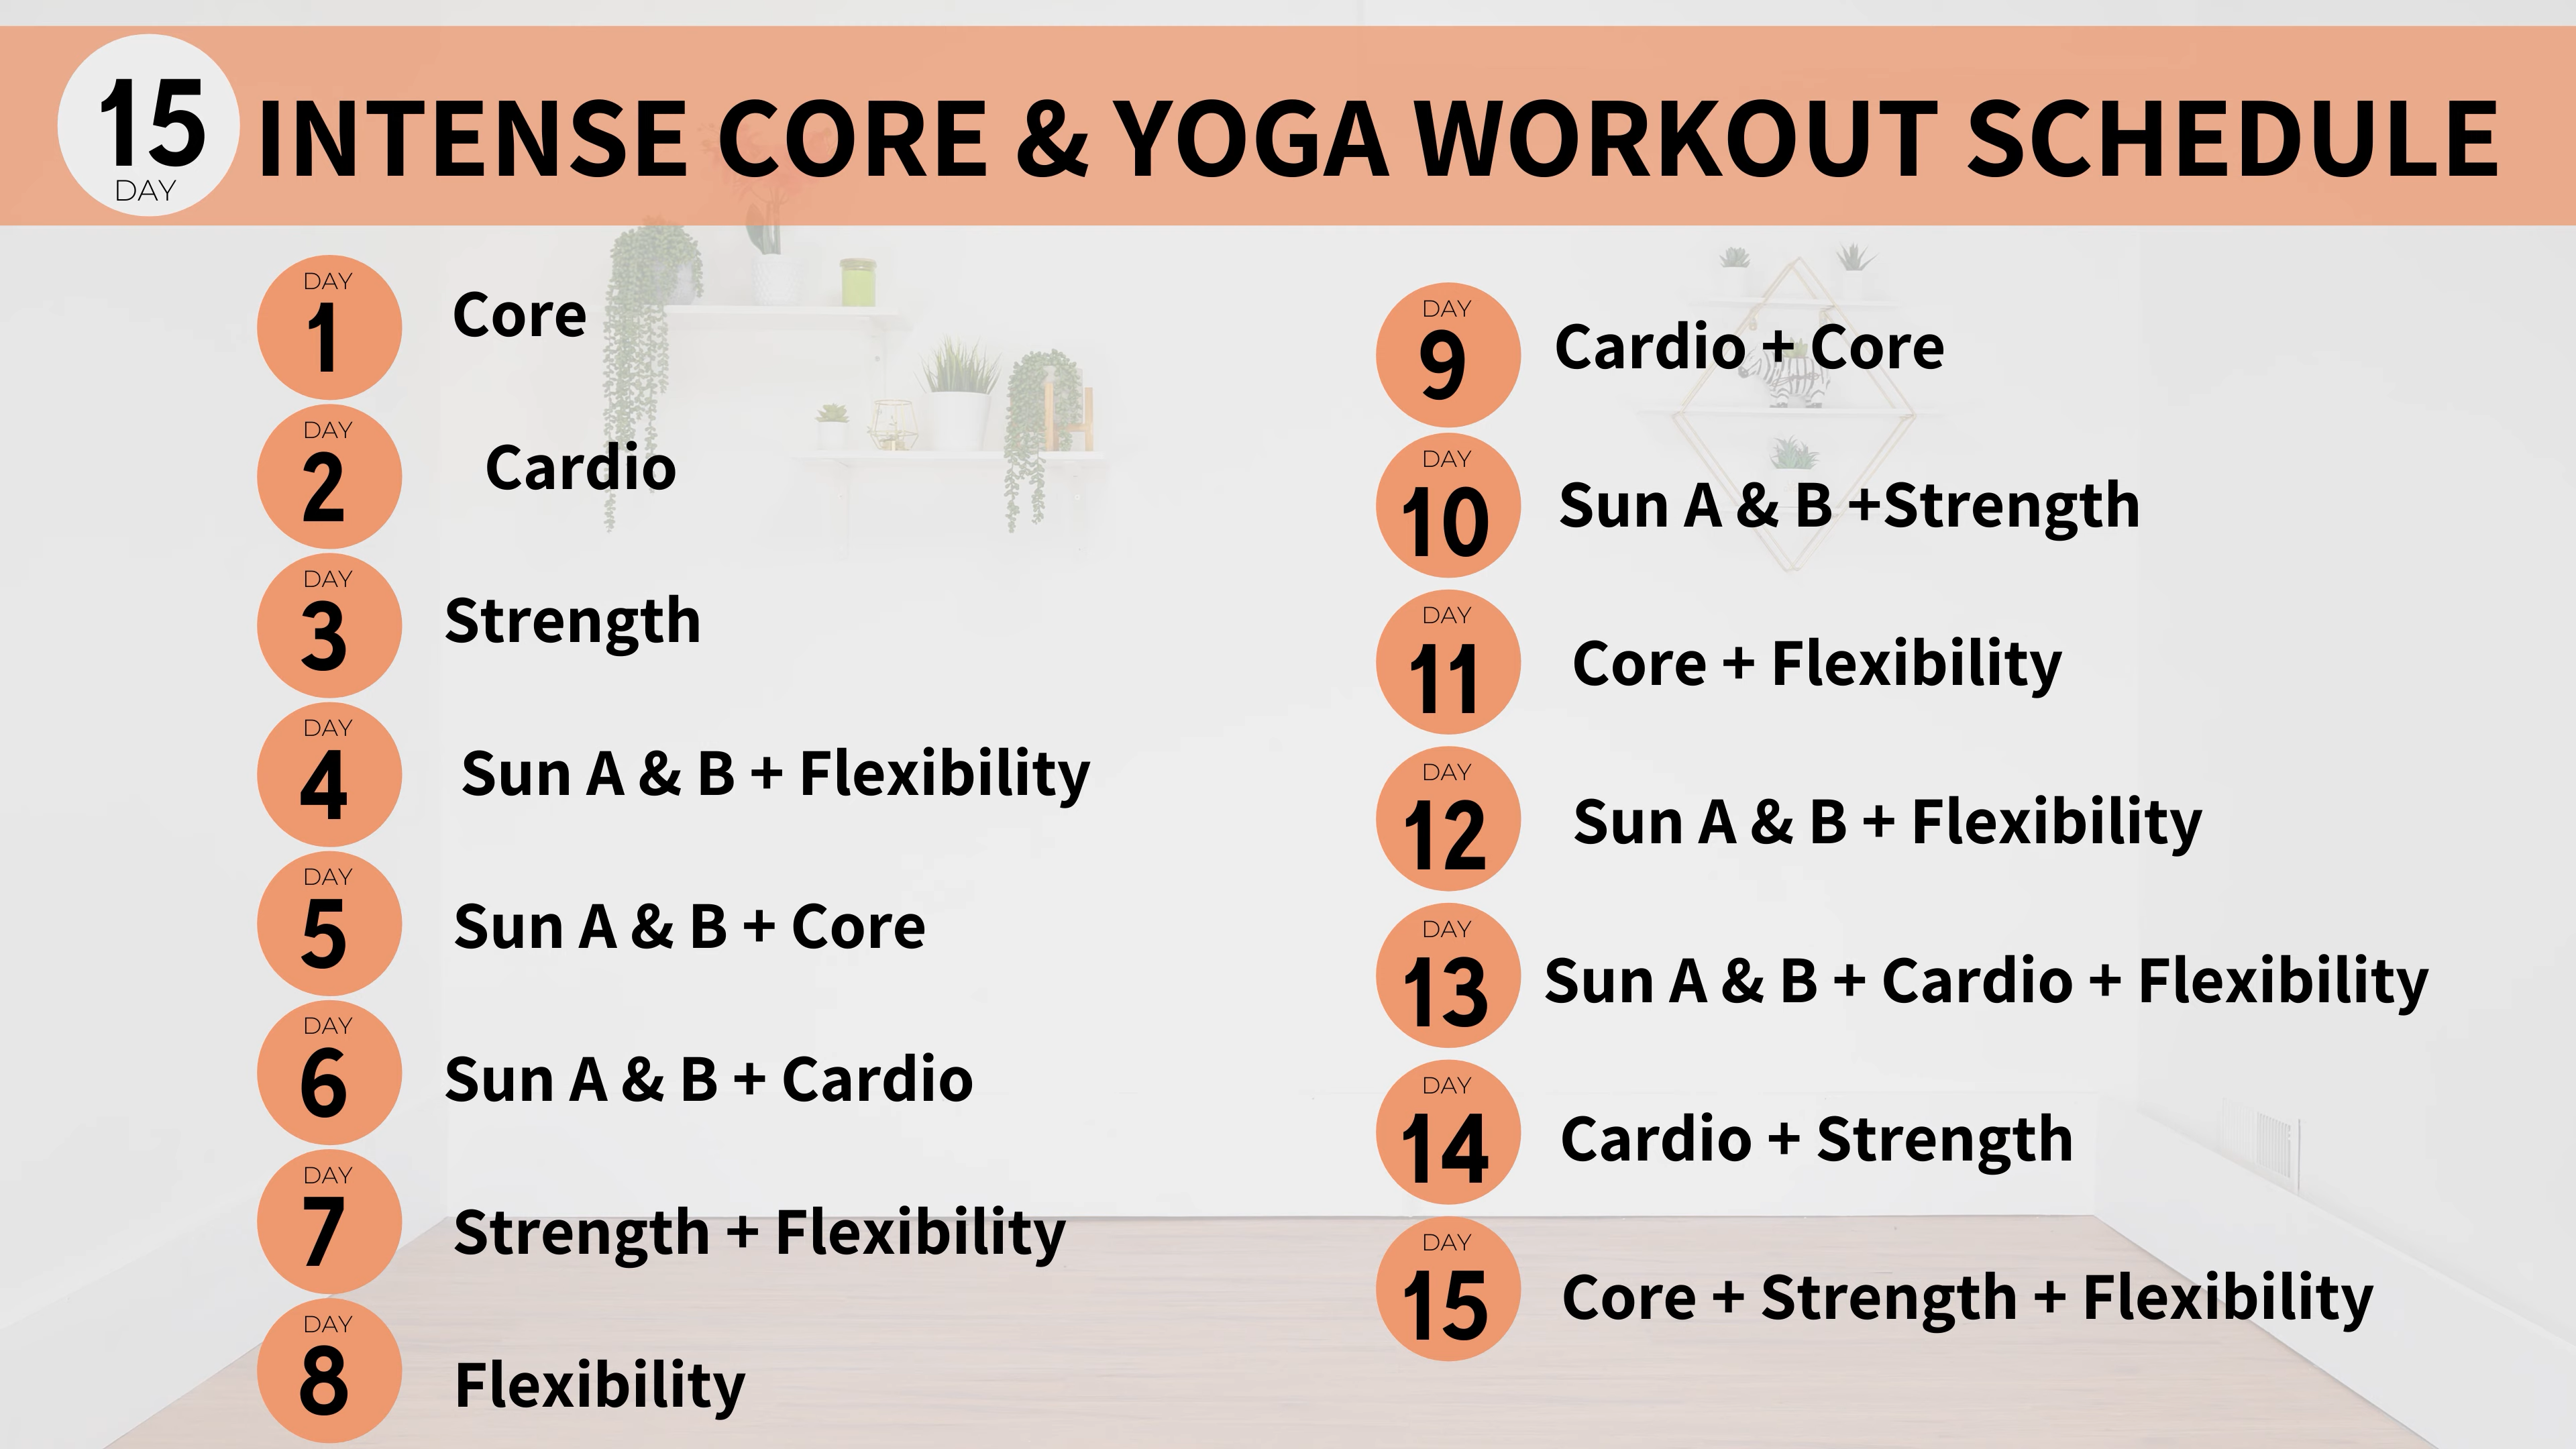 15
DAY
INTENSE CORE & YOGA WORKOUT SCHEDULE
DAY
1
Core
DAY
2
Cardio
DAY
3
Strength
DAY
4
Sun A & B + Flexibility
DAY
5
Sun A & B + Core
DAY
6
Sun A & B + Cardio
DAY
7
Strength + Flexibility
DAY
8
Flexibility
DAY
9
Cardio + Core
DAY
10
Sun A & B +Strength
DAY
11
Core + Flexibility
DAY
12
Sun A & B + Flexibility
DAY
13
Sun A & B + Cardio + Flexibility
DAY
14
Cardio + Strength
DAY
15
Core + Strength + Flexibility